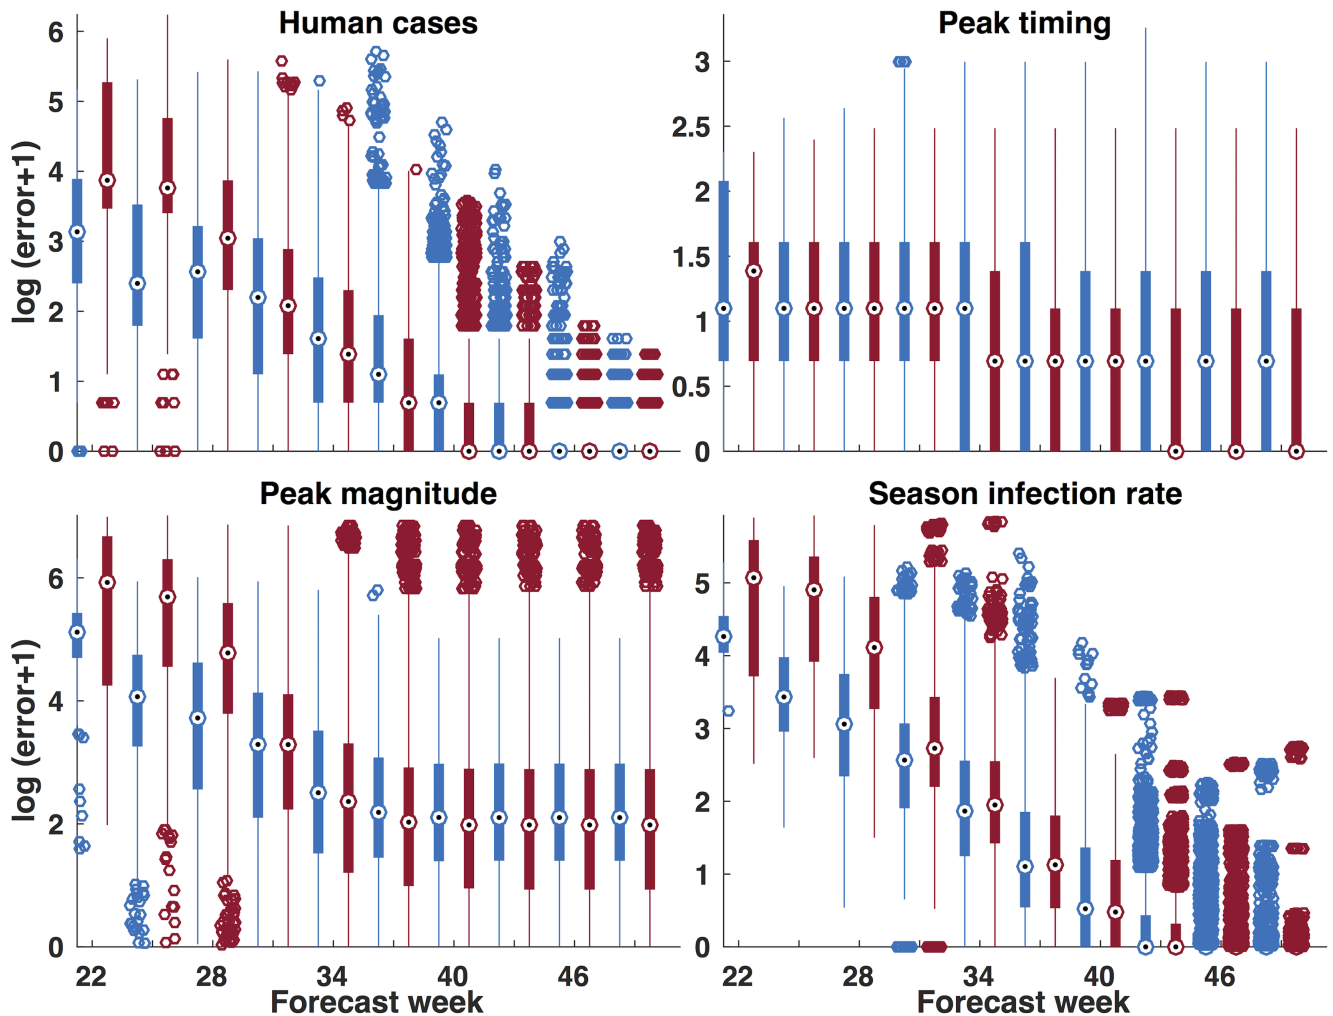 Human cases
Peak timing
log (error+1)
6
5
4
3
2
1
0
3
2.5
2
1.5
1
0.5
0
Peak magnitude
Season infection rate
log (error+1)
6
4
2
0
5
4
3
2
1
0
22 28 34 40 46
22 28 34 40 46
Forecast week
Forecast week